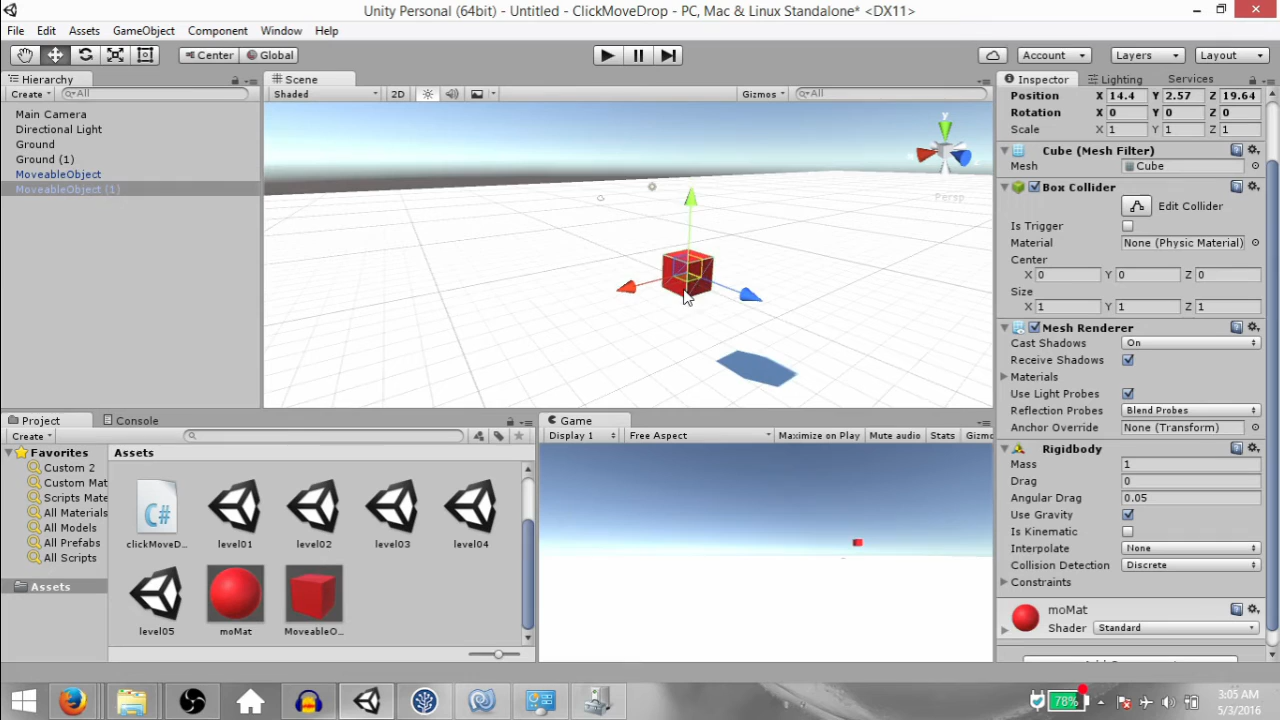 Unity Personal (64bit) - Untitled - ClickMoveDrop - PC, Mac & Linux Standalone* <DX11>
File Edit Assets GameObject Component Window Help
Center Global Account Layers Layout
Hierarchy
Create All
Main Camera
Directional Light
Ground
Ground (1)
MoveableObject
MoveableObject (1)
Scene
Shaded 2D Gizmos All
y
Persp
Inspector Lighting Services
Position X 14.4 Y 2.57 Z 19.64
Rotation X 0 Y 0 Z 0
Scale X 1 Y 1 Z 1
Cube (Mesh Filter)
Mesh Cube
Box Collider
Edit Collider
Is Trigger
Material None (Physic Material)
Center
X 0 Y 0 Z 0
Size
X 1 Y 1 Z 1
Mesh Renderer
Cast Shadows On
Receive Shadows
Materials
Use Light Probes
Reflection Probes Blend Probes
Anchor Override None (Transform)
Rigidbody
Mass 1
Drag 0
Angular Drag 0.05
Use Gravity
Is Kinematic
Interpolate None
Collision Detection Discrete
Constraints
moMat
Shader Standard
Project Console
Create
Favorites
Custom 2
Custom Mat
Scripts Mate
All Materials
All Models
All Prefabs
All Scripts
Assets
Assets
C#
clickMoveD... level01 level02 level03 level04
level05 moMat MoveableO...
Game
Display 1 Free Aspect Maximize on Play Mute audio Stats Gizmo
78%
3:05 AM
5/3/2016